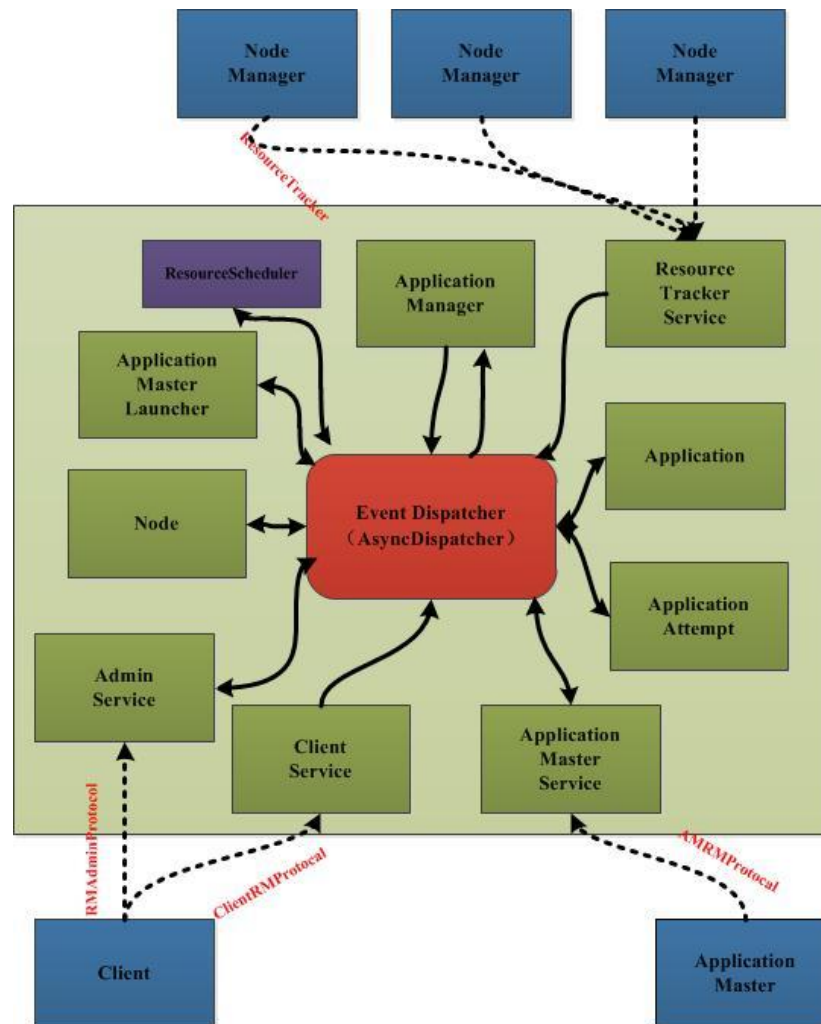 Node
Manager
Node
Manager
Node
Manager
ResourceTracker
ResourceScheduler
Application
Manager
Resource
Tracker
Service
Application
Master
Launcher
Application
Node
Event Dispatcher
（AsyncDispatcher）
Application
Attempt
Admin
Service
Client
Service
Application
Master
Service
RMAdminProtocol
ClientRMProtocal
AMRMProtocal
Client
Application
Master